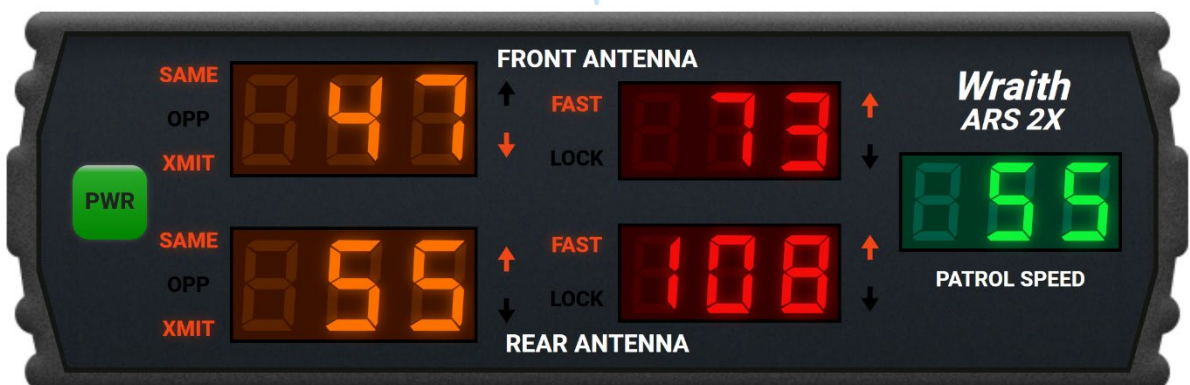 FRONT ANTENNA
SAME
OPP
XMIT
47
FAST
LOCK
73
Wraith
ARS 2X
PWR
55
PATROL SPEED
SAME
OPP
XMIT
55
FAST
LOCK
108
REAR ANTENNA